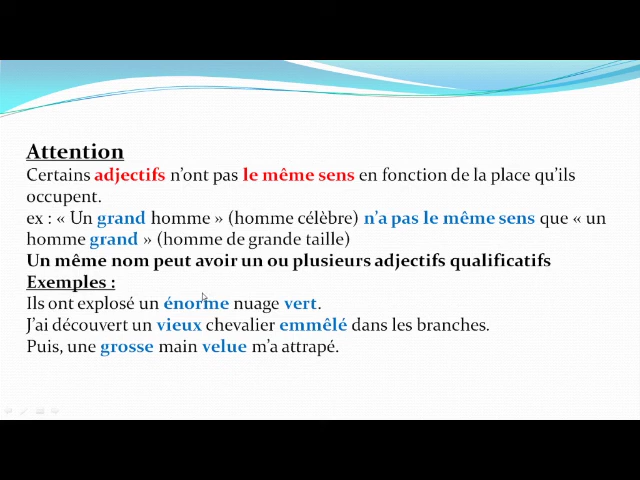 Attention
Certains adjectifs n'ont pas le même sens en fonction de la place qu'ils
occupent.
ex : « Un grand homme » (homme célèbre) n'a pas le même sens que « un
homme grand » (homme de grande taille)
Un même nom peut avoir un ou plusieurs adjectifs qualificatifs
Exemples :
Ils ont explosé un énorme nuage vert.
J'ai découvert un vieux chevalier emmêlé dans les branches.
Puis, une grosse main velue m'a attrapé.